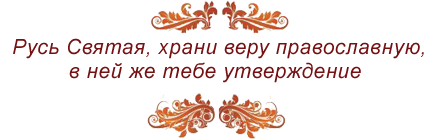 Русь Святая, храни веру православную,
в ней же тебе утверждение